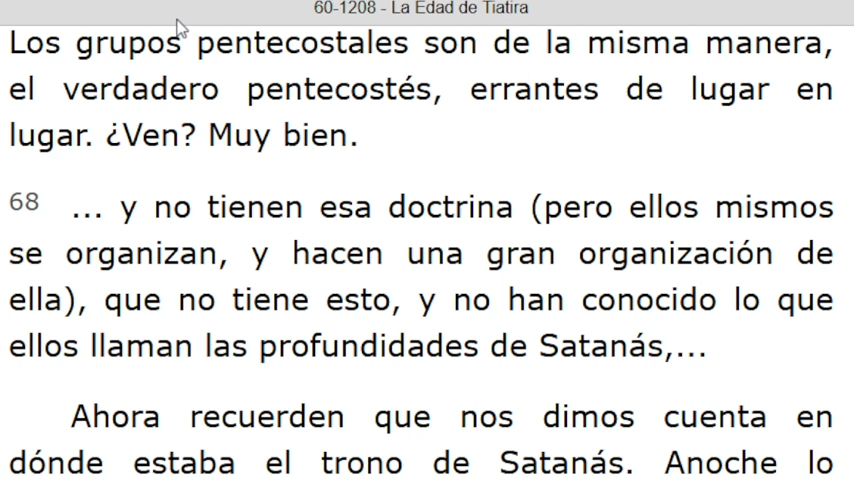 60-1208 - La Edad de Tiatira
Los grupos pentecostales son de la misma manera,
el verdadero pentecostés, errantes de lugar en
lugar. ¿Ven? Muy bien.
68 ... y no tienen esa doctrina (pero ellos mismos
se organizan, y hacen una gran organización de
ella), que no tiene esto, y no han conocido lo que
ellos llaman las profundidades de Satanás,...
Ahora recuerden que nos dimos cuenta en
dónde estaba el trono de Satanás. Anoche lo